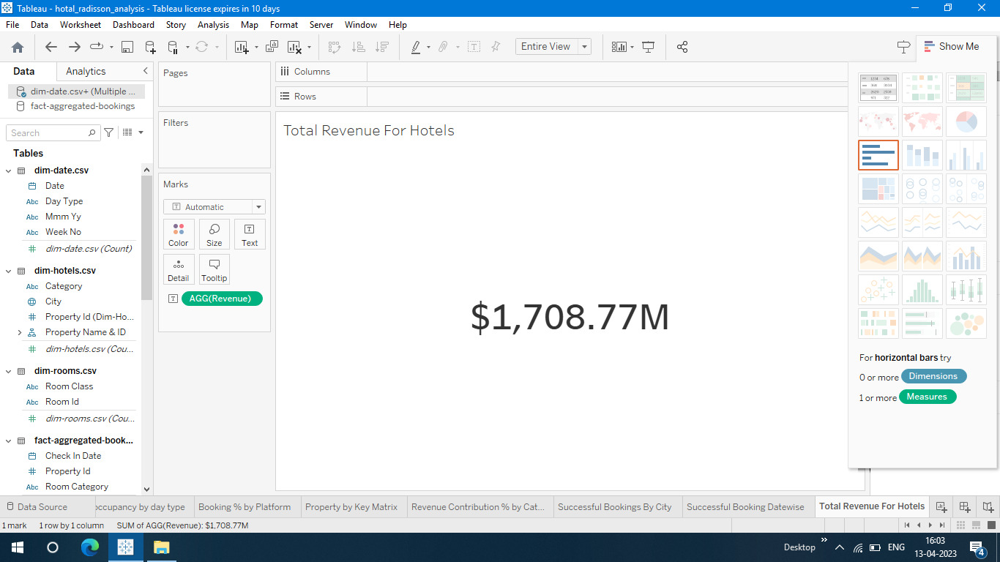 Tableau - hotal_radisson_analysis - Tableau license expires in 10 days
File Data Worksheet Dashboard Story Analysis Map Format Server Window Help
Entire View
Show Me
Data Analytics
dim-date.csv+ (Multiple ...
fact-aggregated-bookings
Search
Tables
dim-date.csv
Date
Abc Day Type
Abc Mmm Yy
Abc Week No
dim-date.csv (Count)
dim-hotels.csv
Abc Category
City
Property Id (Dim-Ho...
Property Name & ID
dim-hotels.csv (Cou...
dim-rooms.csv
Abc Room Class
Abc Room Id
dim-rooms.csv (Cou...
fact-aggregated-book...
Check In Date
Property Id
Abc Room Category
Pages
Filters
Marks
Automatic
Color Size Text
Detail Tooltip
AGG(Revenue)
Columns
Rows
Total Revenue For Hotels
$1,708.77M
For horizontal bars try
0 or more Dimensions
1 or more Measures
Data Source occupancy by day type Booking % by Platform Property by Key Matrix Revenue Contribution % by Cat... Successful Bookings By City Successful Booking Datewise Total Revenue For Hotels
1 mark 1 row by 1 column SUM of AGG(Revenue): $1,708.77M
Desktop ENG 16:03
13-04-2023
4